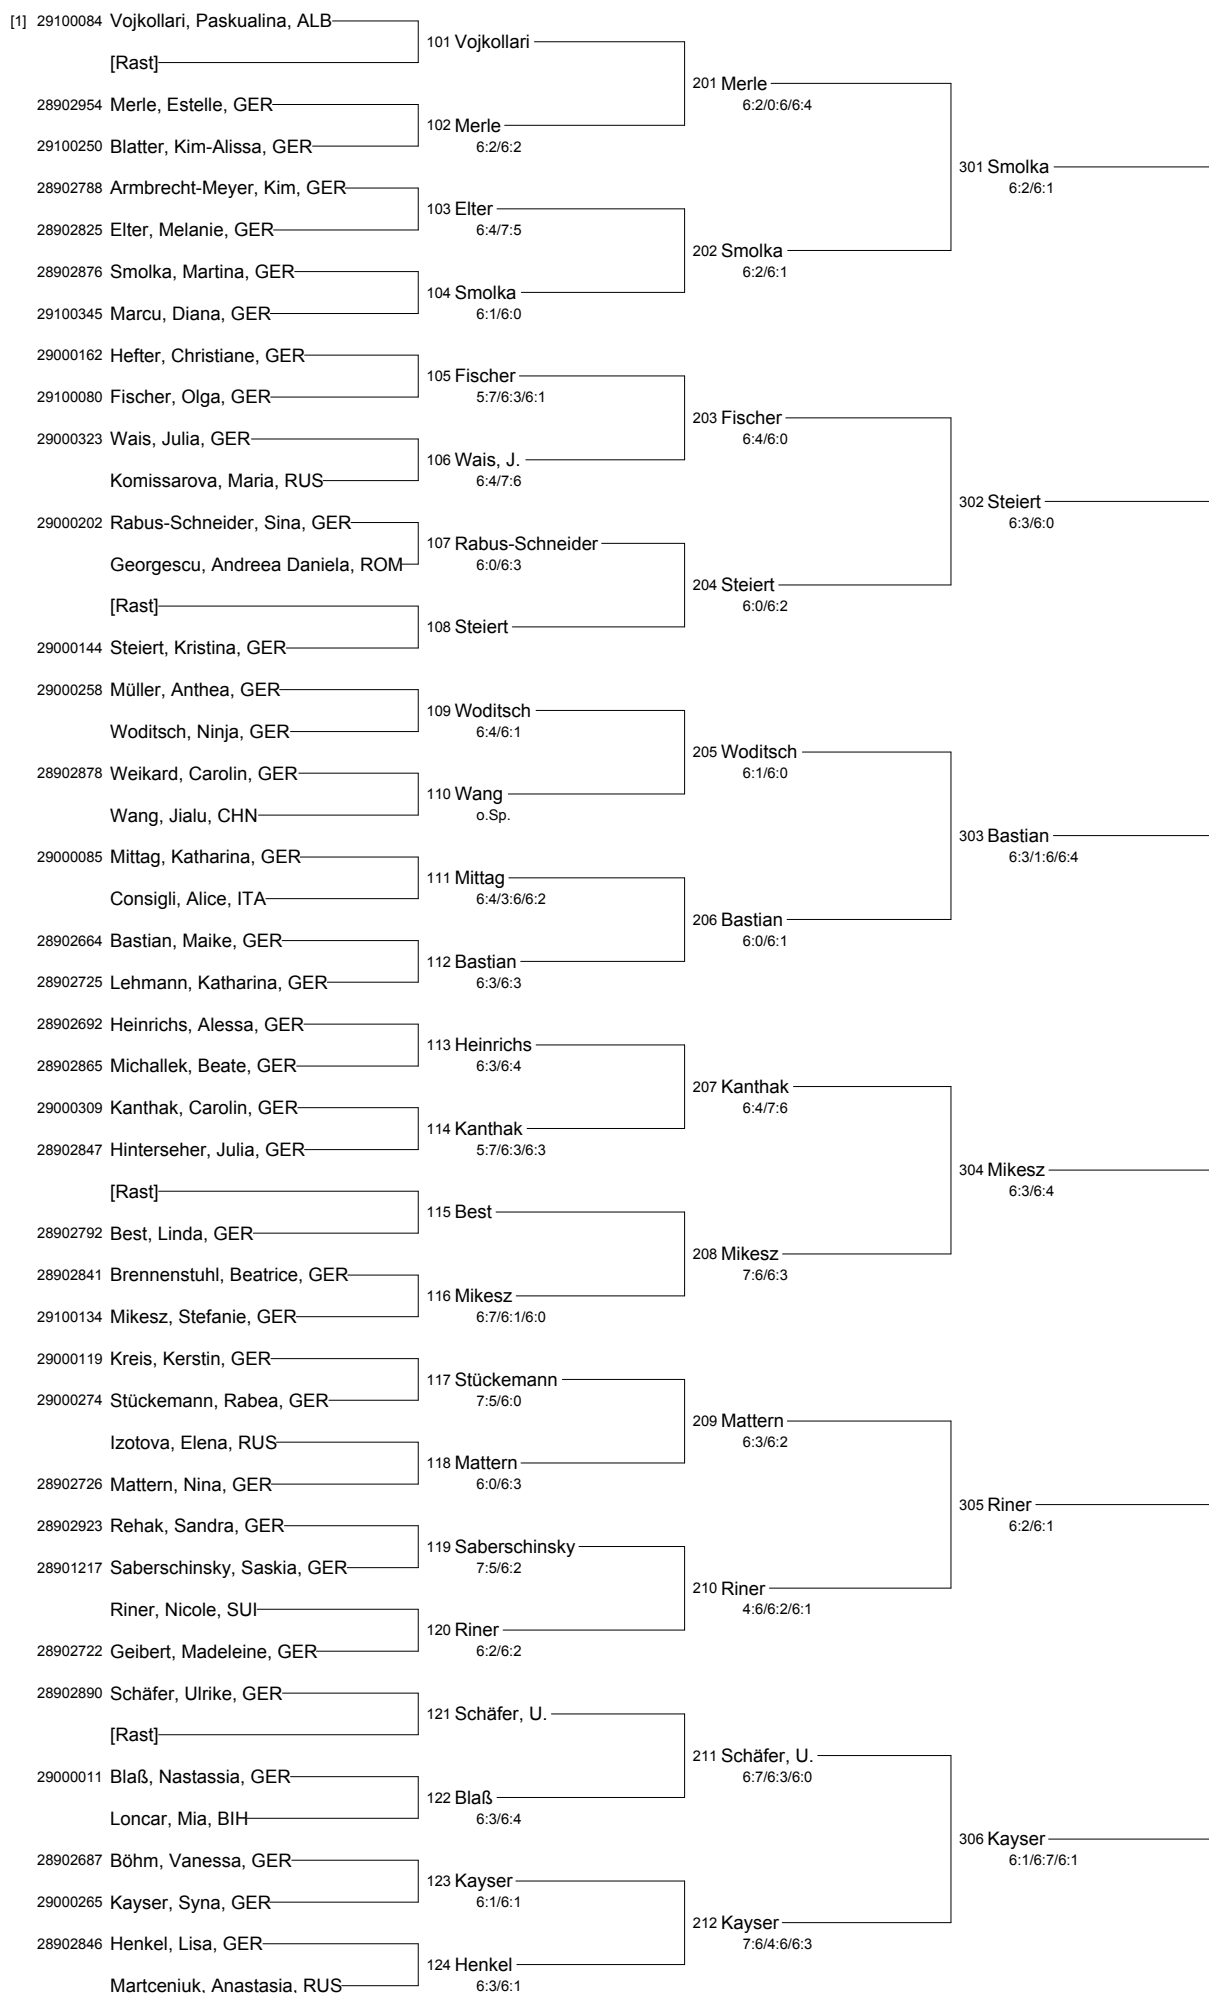 [1] 29100084 Vojkollari, Paskualina, ALB
101 Vojkollari
[Rast]
201 Merle
6:2/0:6/6:4
28902954 Merle, Estelle, GER
102 Merle
6:2/6:2
29100250 Blatter, Kim-Alissa, GER
301 Smolka
6:2/6:1
28902788 Armbrecht-Meyer, Kim, GER
103 Elter
6:4/7:5
28902825 Elter, Melanie, GER
202 Smolka
6:2/6:1
28902876 Smolka, Martina, GER
104 Smolka
6:1/6:0
29100345 Marcu, Diana, GER
29000162 Hefter, Christiane, GER
105 Fischer
5:7/6:3/6:1
29100080 Fischer, Olga, GER
203 Fischer
6:4/6:0
29000323 Wais, Julia, GER
106 Wais, J.
6:4/7:6
Komissarova, Maria, RUS
302 Steiert
6:3/6:0
29000202 Rabus-Schneider, Sina, GER
107 Rabus-Schneider
6:0/6:3
Georgescu, Andreea Daniela, ROM
204 Steiert
6:0/6:2
[Rast]
108 Steiert
29000144 Steiert, Kristina, GER
29000258 Müller, Anthea, GER
109 Woditsch
6:4/6:1
Woditsch, Ninja, GER
205 Woditsch
6:1/6:0
28902878 Weikard, Carolin, GER
110 Wang
o.Sp.
Wang, Jialu, CHN
303 Bastian
6:3/1:6/6:4
29000085 Mittag, Katharina, GER
111 Mittag
6:4/3:6/6:2
Consigli, Alice, ITA
206 Bastian
6:0/6:1
28902664 Bastian, Maike, GER
112 Bastian
6:3/6:3
28902725 Lehmann, Katharina, GER
28902692 Heinrichs, Alessa, GER
113 Heinrichs
6:3/6:4
28902865 Michallek, Beate, GER
207 Kanthak
6:4/7:6
29000309 Kanthak, Carolin, GER
114 Kanthak
5:7/6:3/6:3
28902847 Hinterseher, Julia, GER
304 Mikesz
6:3/6:4
[Rast]
115 Best
28902792 Best, Linda, GER
208 Mikesz
7:6/6:3
28902841 Brennenstuhl, Beatrice, GER
116 Mikesz
6:7/6:1/6:0
29100134 Mikesz, Stefanie, GER
29000119 Kreis, Kerstin, GER
117 Stückemann
7:5/6:0
29000274 Stückemann, Rabea, GER
209 Mattern
6:3/6:2
Izotova, Elena, RUS
118 Mattern
6:0/6:3
28902726 Mattern, Nina, GER
305 Riner
6:2/6:1
28902923 Rehak, Sandra, GER
119 Saberschinsky
7:5/6:2
28901217 Saberschinsky, Saskia, GER
210 Riner
4:6/6:2/6:1
Riner, Nicole, SUI
120 Riner
6:2/6:2
28902722 Geibert, Madeleine, GER
28902890 Schäfer, Ulrike, GER
121 Schäfer, U.
[Rast]
211 Schäfer, U.
6:7/6:3/6:0
29000011 Blaß, Nastassia, GER
122 Blaß
6:3/6:4
Loncar, Mia, BIH
306 Kayser
6:1/6:7/6:1
28902687 Böhm, Vanessa, GER
123 Kayser
6:1/6:1
29000265 Kayser, Syna, GER
212 Kayser
7:6/4:6/6:3
28902846 Henkel, Lisa, GER
124 Henkel
6:3/6:1
Martceniuk, Anastasia, RUS